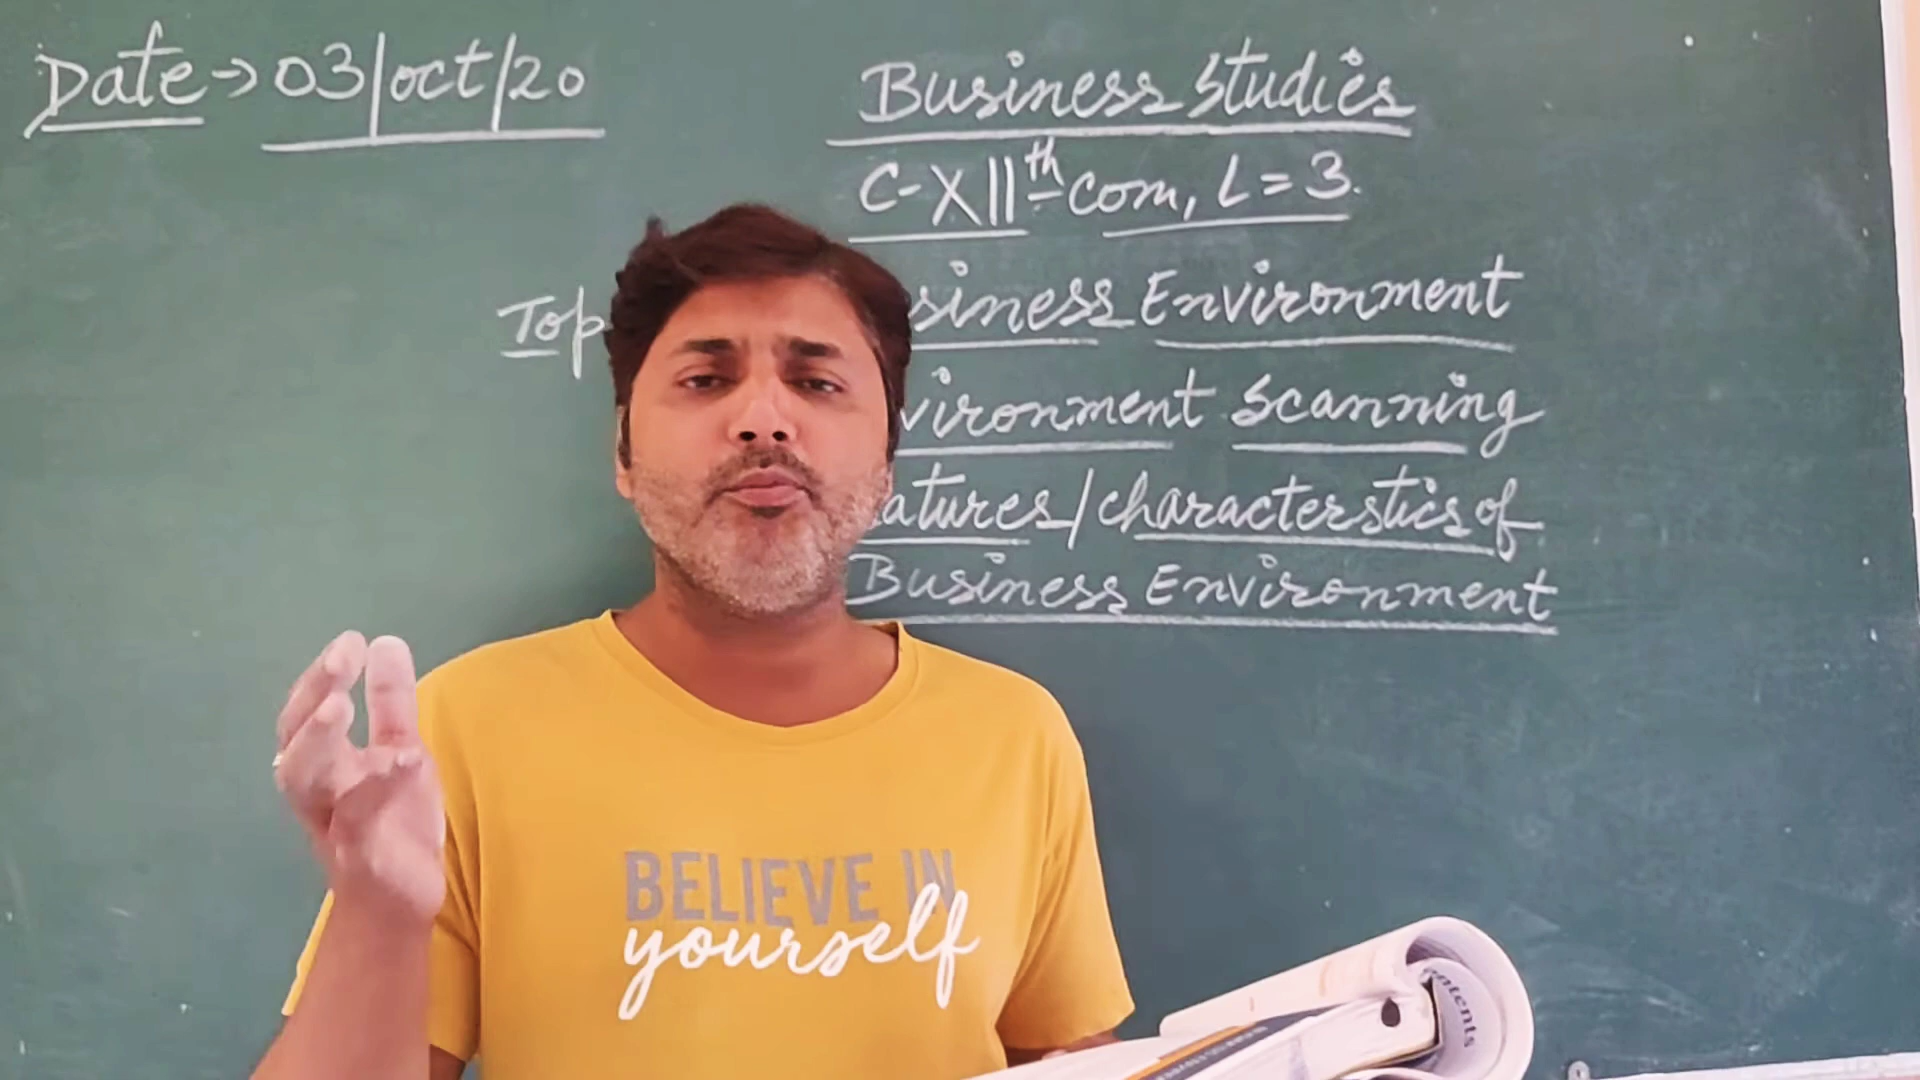 Date → 03/oct/20
Business Studies
C-XIIth com, L=3.
Top siness Environment
vironment Scanning
atures/characterstics of
Business Environment
BELIEVE IN
yourself
ntents